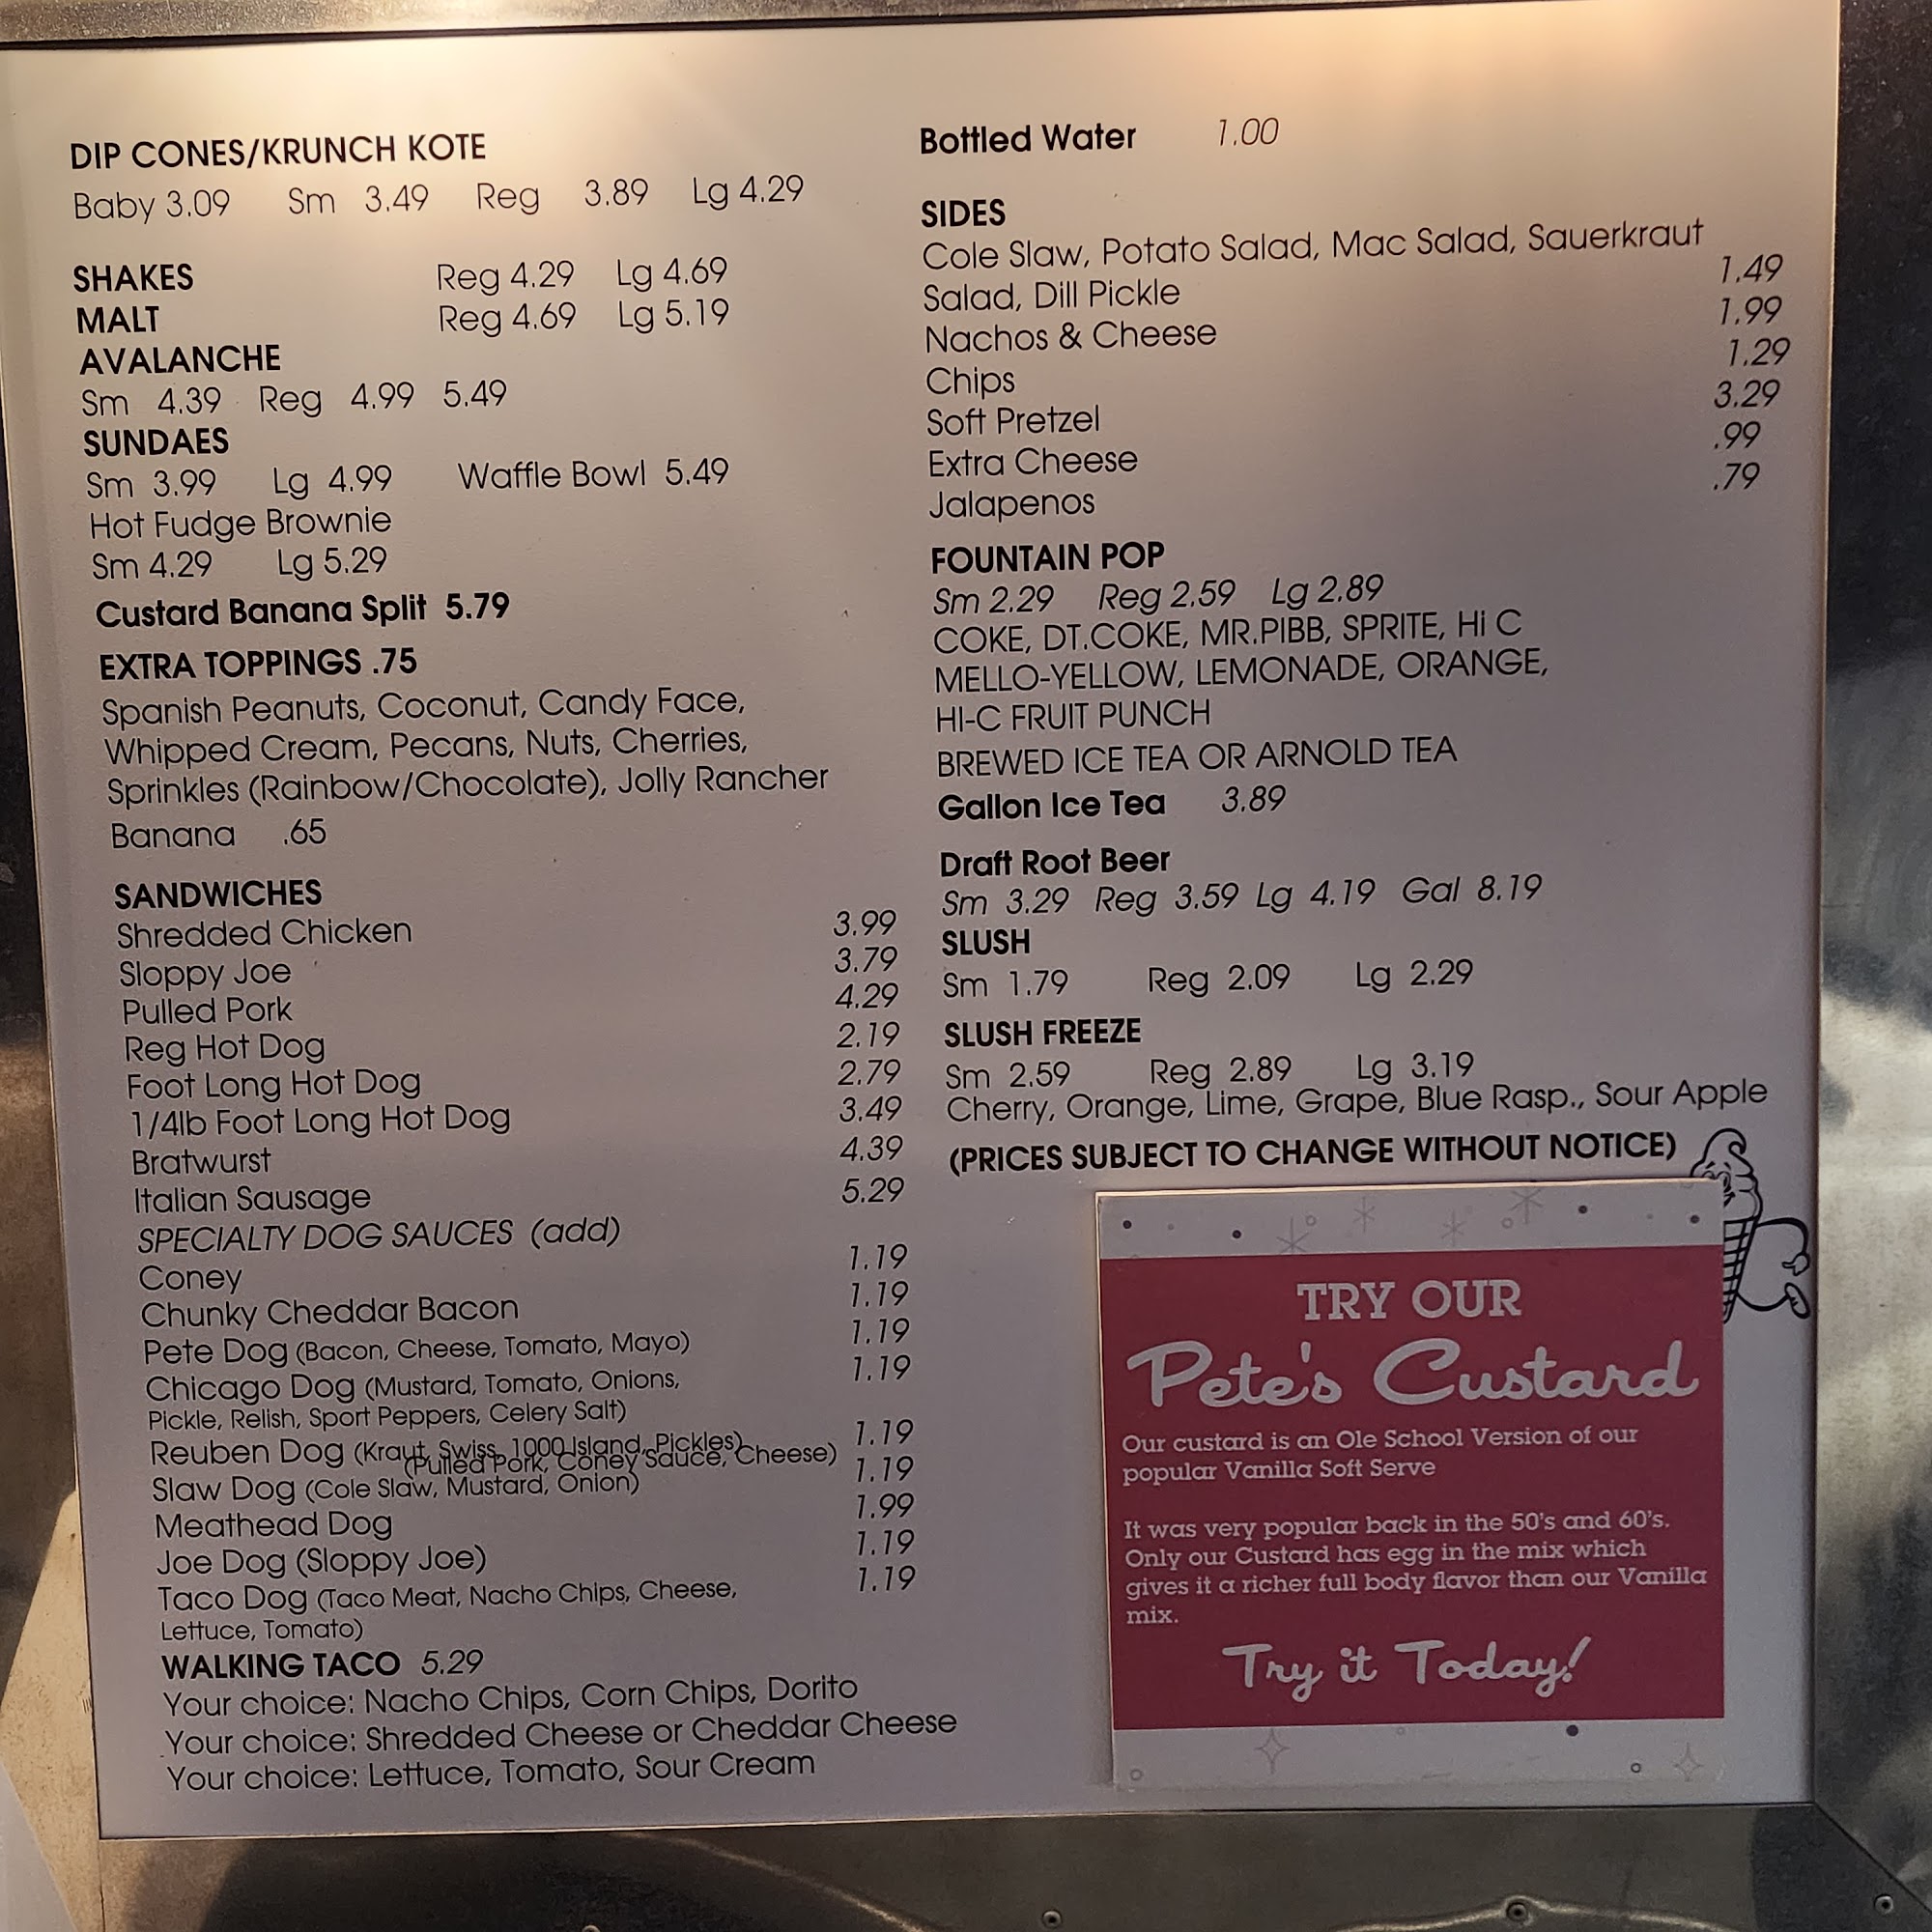 DIP CONES/KRUNCH KOTE
Baby 3.09 Sm 3.49 Reg 3.89 Lg 4.29
SHAKES Reg 4.29 Lg 4.69
MALT Reg 4.69 Lg 5.19
AVALANCHE
Sm 4.39 Reg 4.99 5.49
SUNDAES
Sm 3.99 Lg 4.99 Waffle Bowl 5.49
Hot Fudge Brownie
Sm 4.29 Lg 5.29
Custard Banana Split 5.79
EXTRA TOPPINGS .75
Spanish Peanuts, Coconut, Candy Face,
Whipped Cream, Pecans, Nuts, Cherries,
Sprinkles (Rainbow/Chocolate), Jolly Rancher
Banana .65
SANDWICHES
Shredded Chicken 3.99
Sloppy Joe 3.79
Pulled Pork 4.29
Reg Hot Dog 2.19
Foot Long Hot Dog 2.79
1/4lb Foot Long Hot Dog 3.49
Bratwurst 4.39
Italian Sausage 5.29
SPECIALTY DOG SAUCES (add)
Coney 1.19
Chunky Cheddar Bacon 1.19
Pete Dog (Bacon, Cheese, Tomato, Mayo) 1.19
Chicago Dog (Mustard, Tomato, Onions, 1.19
Pickle, Relish, Sport Peppers, Celery Salt)
Reuben Dog (Kraut, Swiss, 1000 Island, Pickles) 1.19
(Pulled Pork, Coney Sauce, Cheese)
Slaw Dog (Cole Slaw, Mustard, Onion) 1.19
Meathead Dog 1.99
Joe Dog (Sloppy Joe) 1.19
Taco Dog (Taco Meat, Nacho Chips, Cheese, 1.19
Lettuce, Tomato)
WALKING TACO 5.29
Your choice: Nacho Chips, Corn Chips, Dorito
Your choice: Shredded Cheese or Cheddar Cheese
Your choice: Lettuce, Tomato, Sour Cream
Bottled Water 1.00
SIDES
Cole Slaw, Potato Salad, Mac Salad, Sauerkraut
Salad, Dill Pickle 1.49
Nachos & Cheese 1.99
Chips 1.29
Soft Pretzel 3.29
Extra Cheese .99
Jalapenos .79
FOUNTAIN POP
Sm 2.29 Reg 2.59 Lg 2.89
COKE, DT.COKE, MR.PIBB, SPRITE, Hi C
MELLO-YELLOW, LEMONADE, ORANGE,
HI-C FRUIT PUNCH
BREWED ICE TEA OR ARNOLD TEA
Gallon Ice Tea 3.89
Draft Root Beer
Sm 3.29 Reg 3.59 Lg 4.19 Gal 8.19
SLUSH
Sm 1.79 Reg 2.09 Lg 2.29
SLUSH FREEZE
Sm 2.59 Reg 2.89 Lg 3.19
Cherry, Orange, Lime, Grape, Blue Rasp., Sour Apple
(PRICES SUBJECT TO CHANGE WITHOUT NOTICE)
TRY OUR
Pete's Custard
Our custard is an Ole School Version of our
popular Vanilla Soft Serve
It was very popular back in the 50's and 60's.
Only our Custard has egg in the mix which
gives it a richer full body flavor than our Vanilla
mix.
Try it Today!